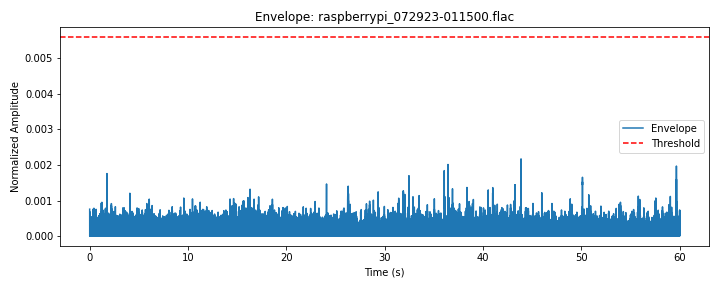 Envelope: raspberrypi_072923-011500.flac
Normalized Amplitude
0.005
0.004
0.003
0.002
0.001
0.000
Envelope
Threshold
0
10
20
30
40
50
60
Time (s)